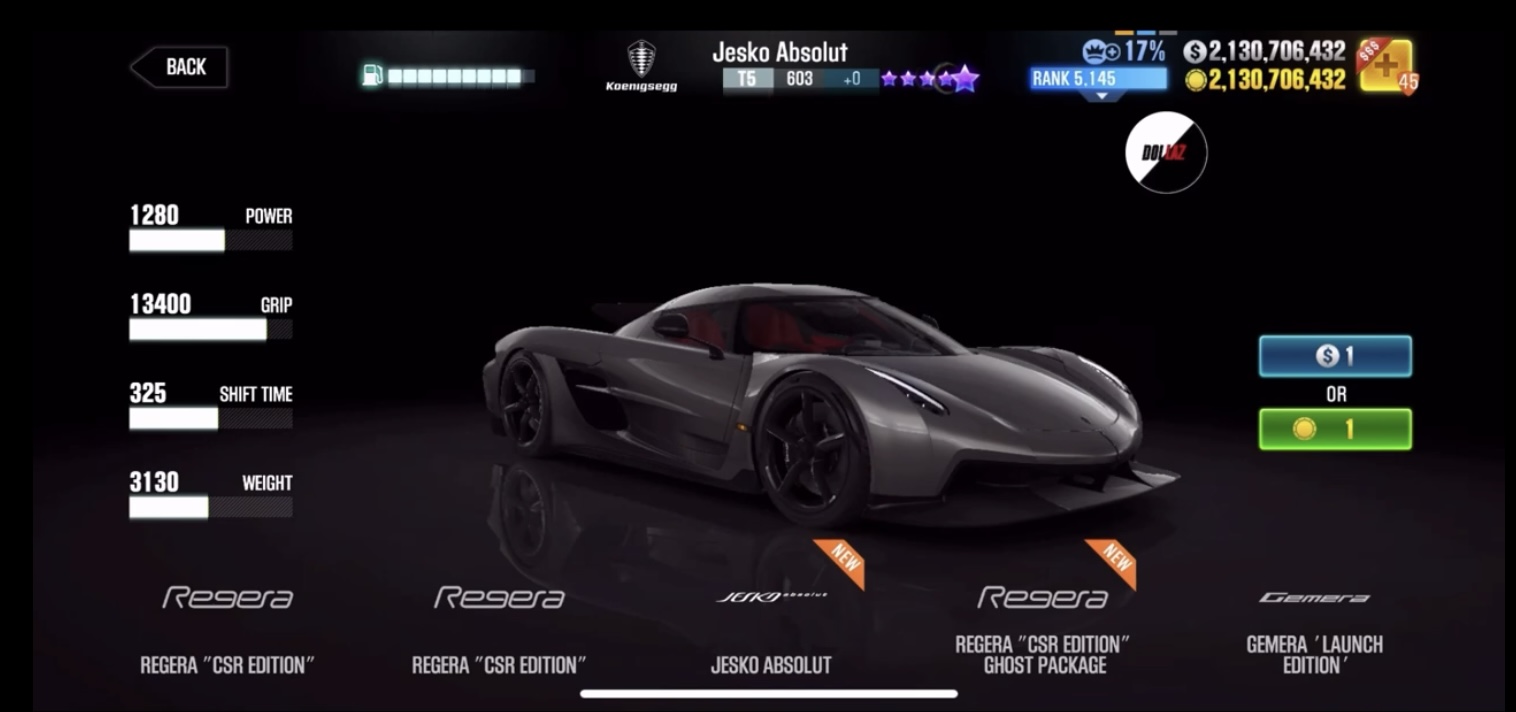 BACK
Koenigsegg
Jesko Absolut
T5 603 +0
17%
RANK 5,145
$ 2,130,706,432
2,130,706,432
$$$
45
DOLLAZ
1280 POWER
13400 GRIP
325 SHIFT TIME
3130 WEIGHT
$ 1
OR
1
NEW
NEW
Regera
Regera
JESKO absolut
Regera
Gemera
REGERA "CSR EDITION"
REGERA "CSR EDITION"
JESKO ABSOLUT
REGERA "CSR EDITION"
GHOST PACKAGE
GEMERA 'LAUNCH
EDITION'